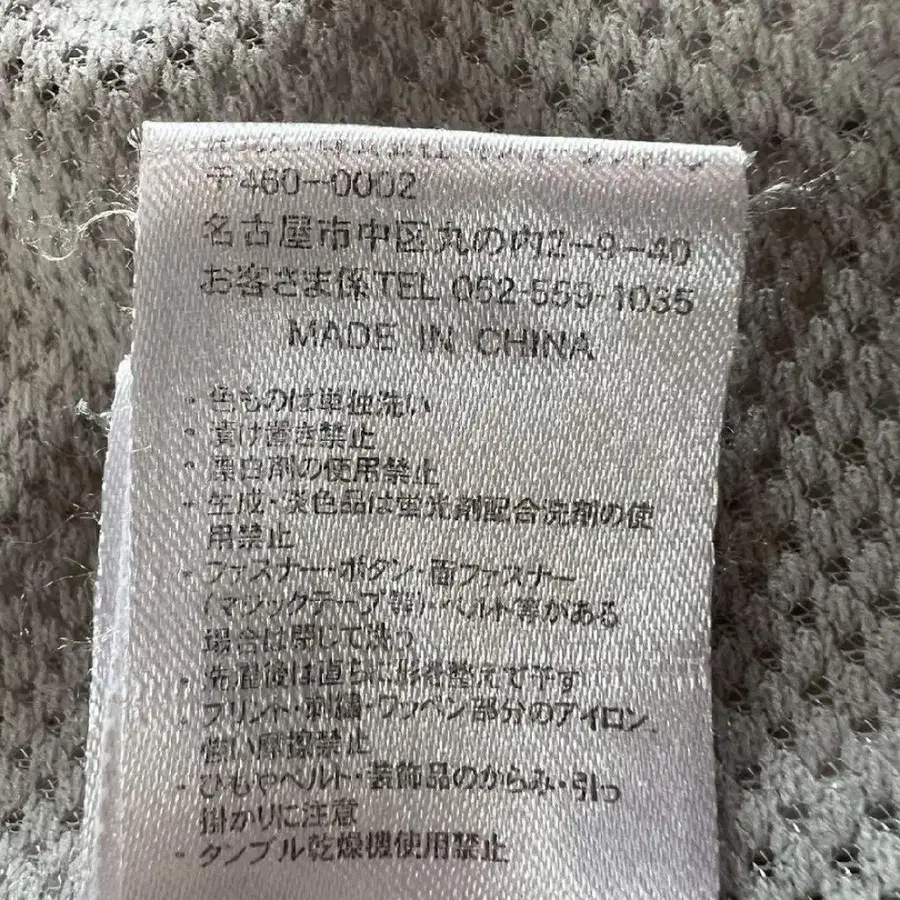 〒460-0002
名古屋市中区丸の内2-9-40
お客さま係TEL 052-559-1035
MADE IN CHINA
・色ものは単独洗い
・漬け置き禁止
・漂白剤の使用禁止
・生成・淡色品は蛍光剤配合洗剤の使
用禁止
・ファスナー・ボタン・面ファスナー
(マジックテープ等)・ベルト等がある
場合は閉じて洗う
・洗濯後は直ちに形を整えて干す
・プリント・刺繍・ワッペン部分のアイロン、
強い摩擦禁止
・ひもやベルト・装飾品のからみ・引っ
掛かりに注意
・タンブル乾燥機使用禁止